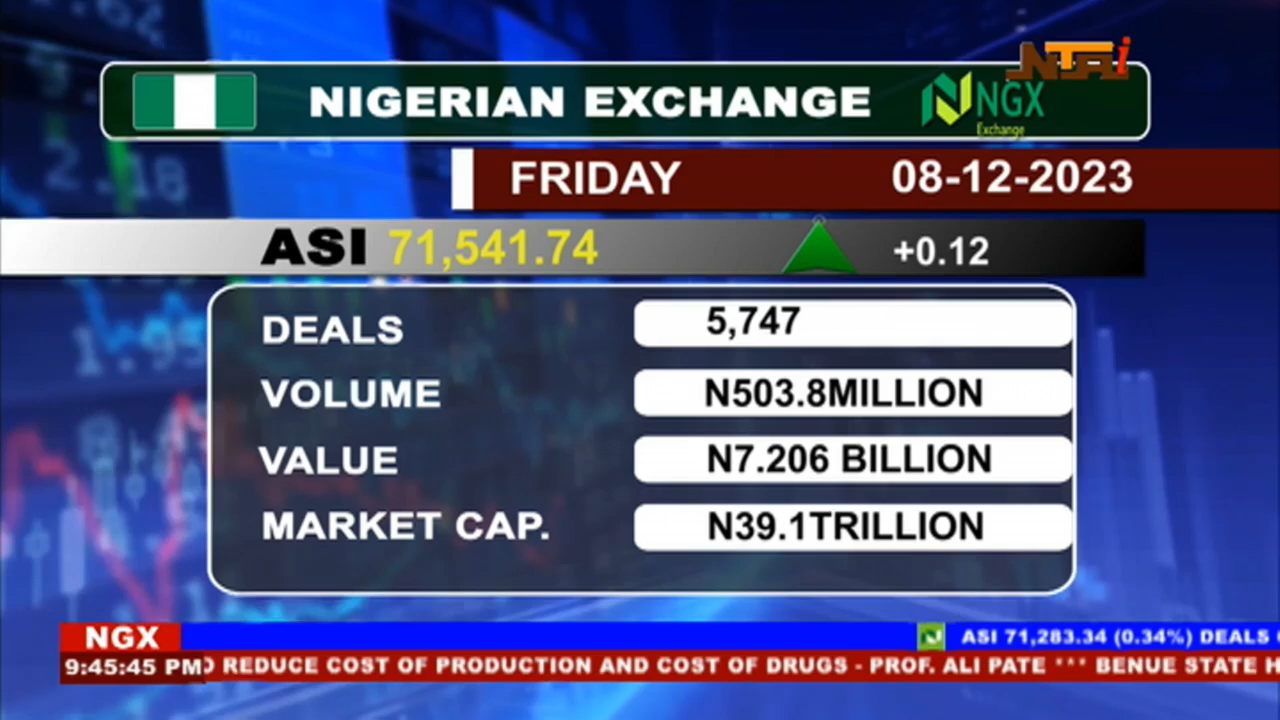 NTAi
NIGERIAN EXCHANGE
NGX
Exchange
FRIDAY 08-12-2023
ASI 71,541.74 +0.12
DEALS 5,747
VOLUME N503.8MILLION
VALUE N7.206 BILLION
MARKET CAP. N39.1TRILLION
NGX ASI 71,283.34 (0.34%) DEALS
9:45:45 PM REDUCE COST OF PRODUCTION AND COST OF DRUGS - PROF. ALI PATE *** BENUE STATE